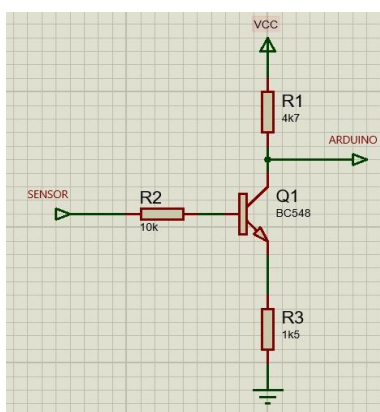 VCC
R1
4k7
ARDUINO
SENSOR
R2
10k
Q1
BC548
R3
1k5